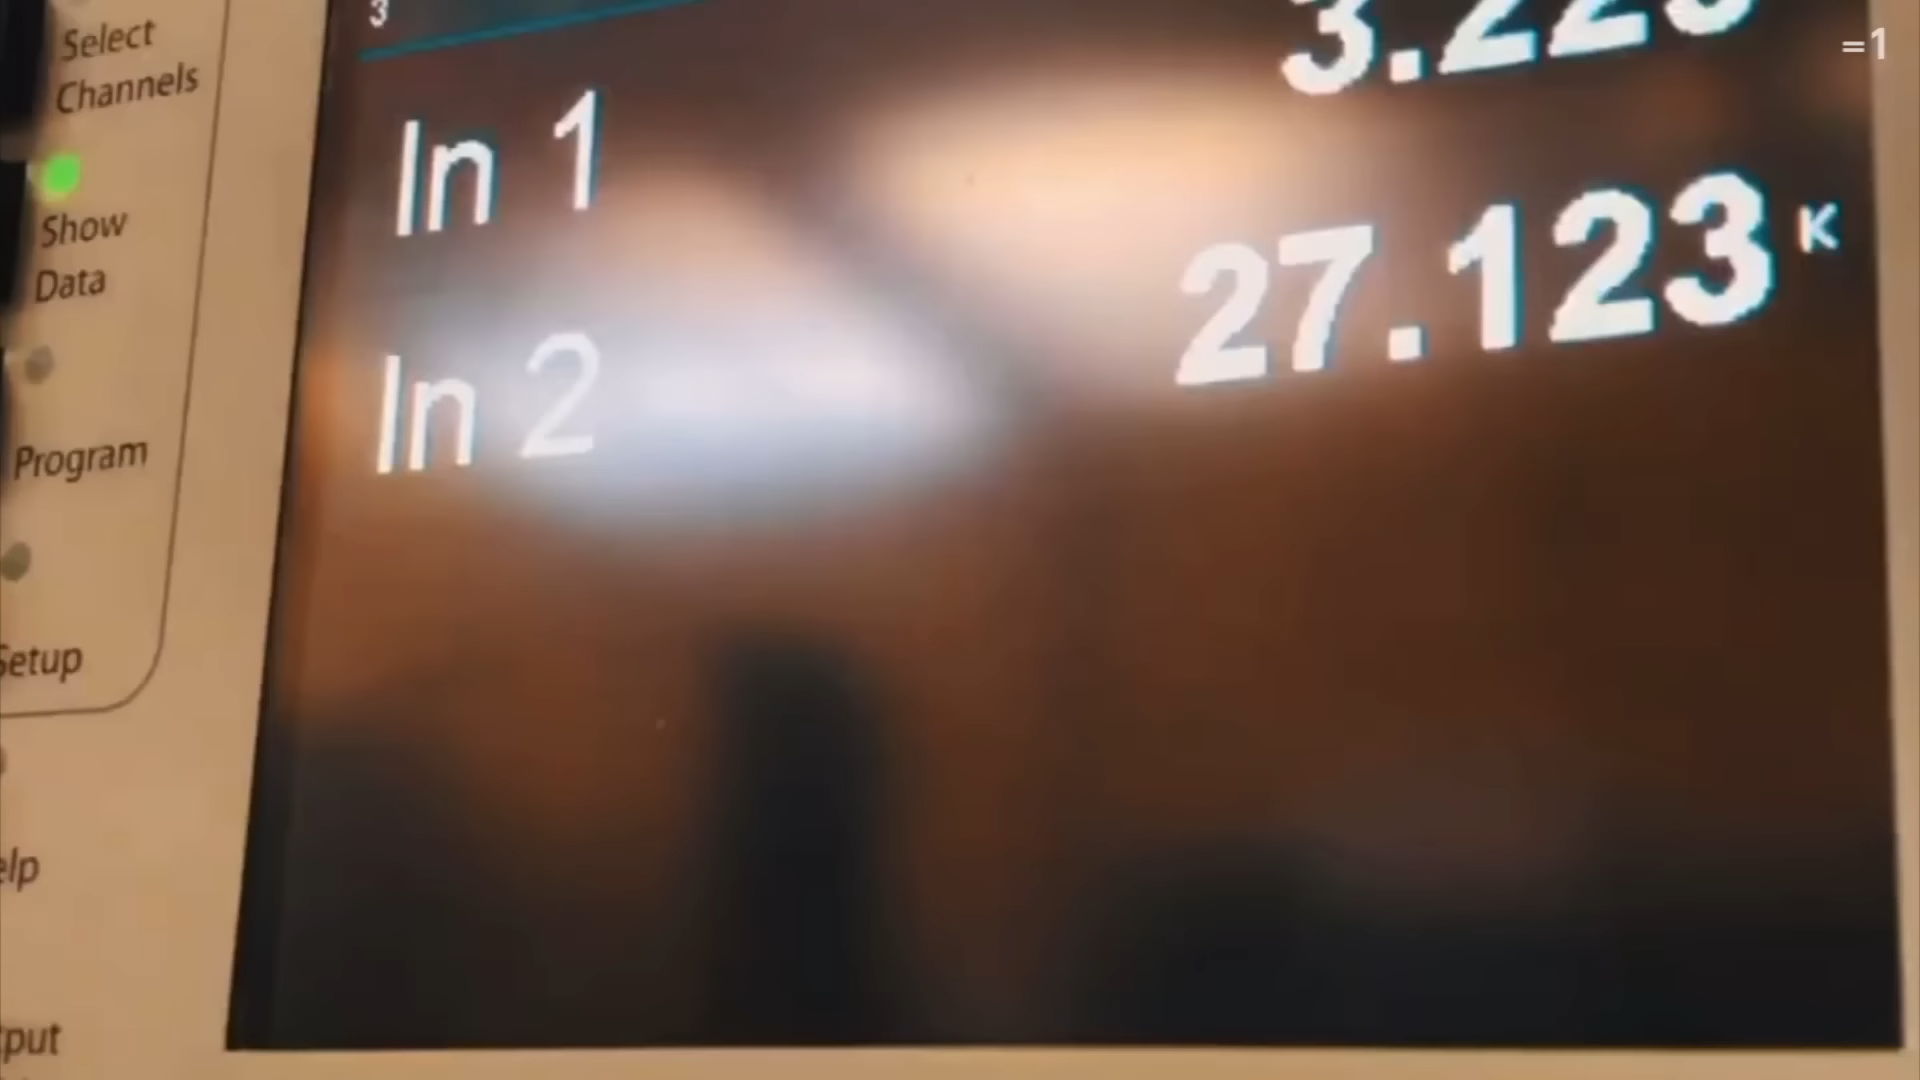 3
Select
Channels
=1
In 1
Show
Data
27.123 K
In 2
Program
Setup